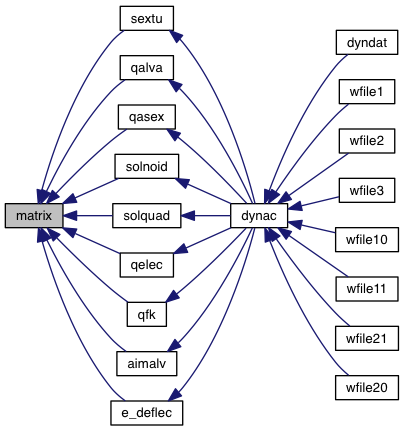 sextu
dyndat
qalva
wfile1
qasex
wfile2
solnoid
wfile3
matrix
solquad
dynac
wfile10
qelec
wfile11
qfk
wfile21
aimalv
wfile20
e_deflec